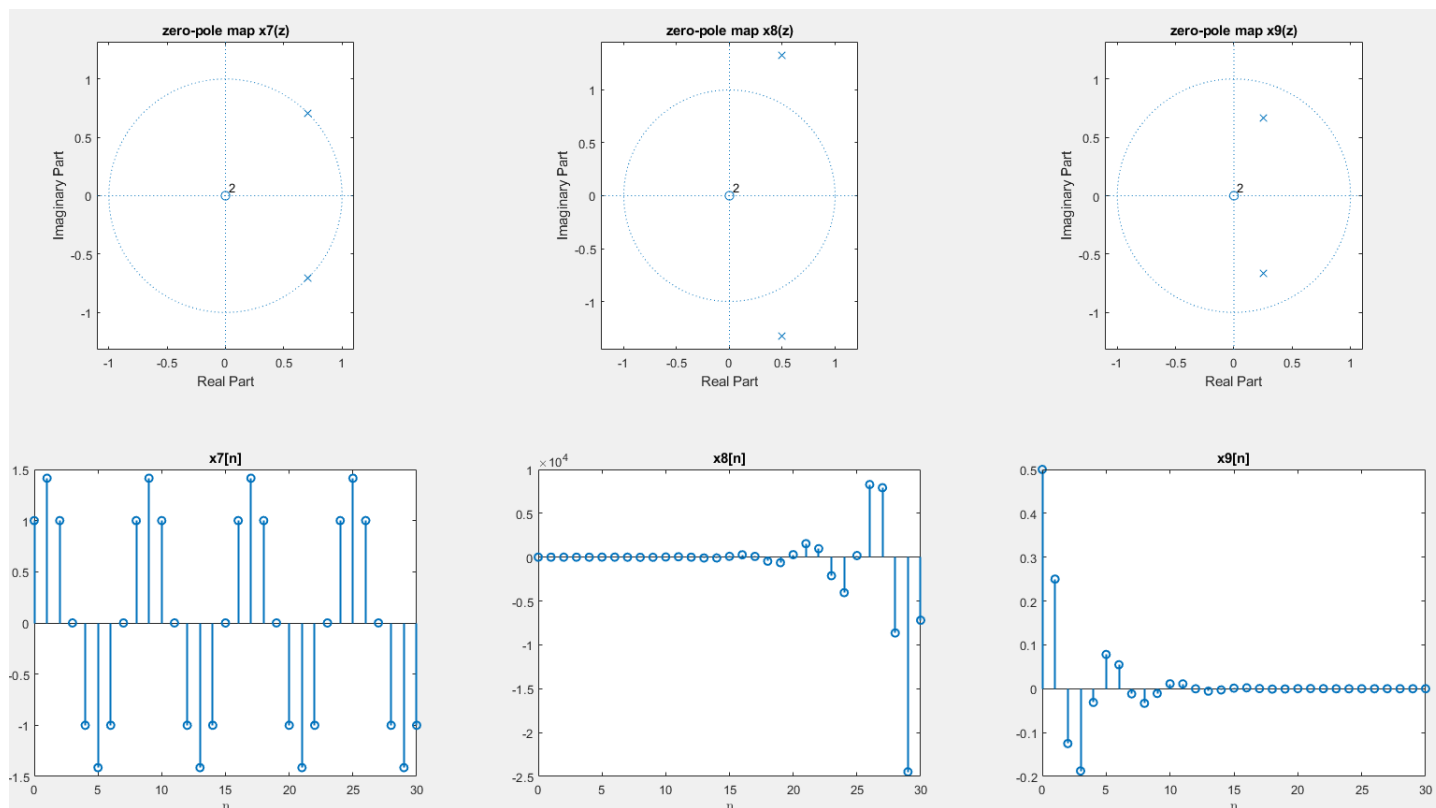 zero-pole map x7(z)
1
0.5
0
-0.5
-1
Imaginary Part
2
-1 -0.5 0 0.5 1
Real Part
zero-pole map x8(z)
1
0.5
0
-0.5
-1
Imaginary Part
2
-1 -0.5 0 0.5 1
Real Part
zero-pole map x9(z)
1
0.5
0
-0.5
-1
Imaginary Part
2
-1 -0.5 0 0.5 1
Real Part
x7[n]
1.5
1
0.5
0
-0.5
-1
-1.5
0 5 10 15 20 25 30
n
x8[n]
×10⁴
1
0.5
0
-0.5
-1
-1.5
-2
-2.5
0 5 10 15 20 25 30
n
x9[n]
0.5
0.4
0.3
0.2
0.1
0
-0.1
-0.2
0 5 10 15 20 25 30
n